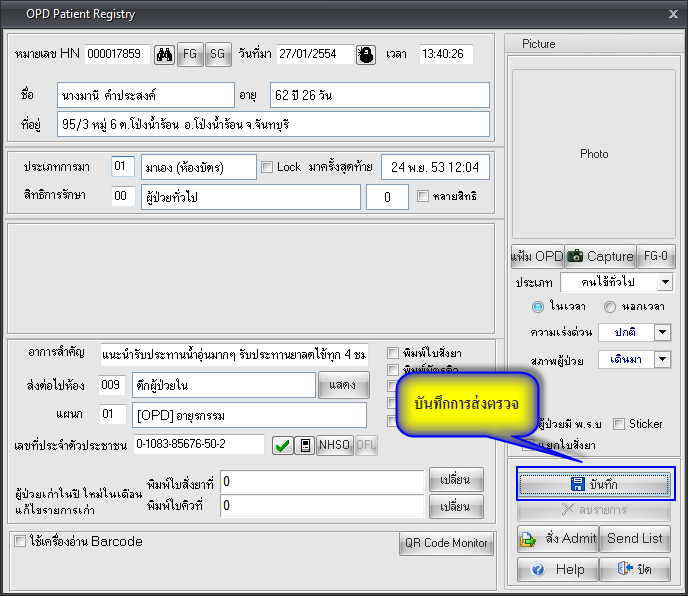 OPD Patient Registry
หมายเลข HN 000017859 FG SG วันที่มา 27/01/2554 เวลา 13:40:26
ชื่อ นางมานี คำประสงค์ อายุ 62 ปี 26 วัน
ที่อยู่ 95/3 หมู่ 6 ต.โป่งน้ำร้อน อ.โป่งน้ำร้อน จ.จันทบุรี
ประเภทการมา 01 มาเอง (ห้องบัตร) Lock มาครั้งสุดท้าย 24 พ.ย. 53 12:04
สิทธิการรักษา 00 ผู้ป่วยทั่วไป 0 หลายสิทธิ
อาการสำคัญ แนะนำรับประทานน้ำอุ่นมากๆ รับประทานยาลดไข้ทุก 4 ชม
ส่งต่อไปห้อง 009 ตึกผู้ป่วยใน แสดง
แผนก 01 [OPD] อายุรกรรม
เลขที่ประจำตัวประชาชน 0-1083-85676-50-2 NHSO OFL
พิมพ์ใบสั่งยา
พิมพ์บัตรคิว
ผู้ป่วยเก่าในปี ใหม่ในเดือน
แก้ไขรายการเก่า
พิมพ์ใบสั่งยาที่ 0 เปลี่ยน
พิมพ์ใบคิวที่ 0 เปลี่ยน
ใช้เครื่องอ่าน Barcode QR Code Monitor
Picture
Photo
แฟ้ม OPD Capture FG-0
ประเภท คนไข้ทั่วไป
ในเวลา นอกเวลา
ความเร่งด่วน ปกติ
สภาพผู้ป่วย เดินมา
บันทึกการส่งตรวจ
ผู้ป่วยมี พ.ร.บ Sticker
แยกใบสั่งยา
บันทึก
ลบรายการ
สั่ง Admit Send List
Help ปิด